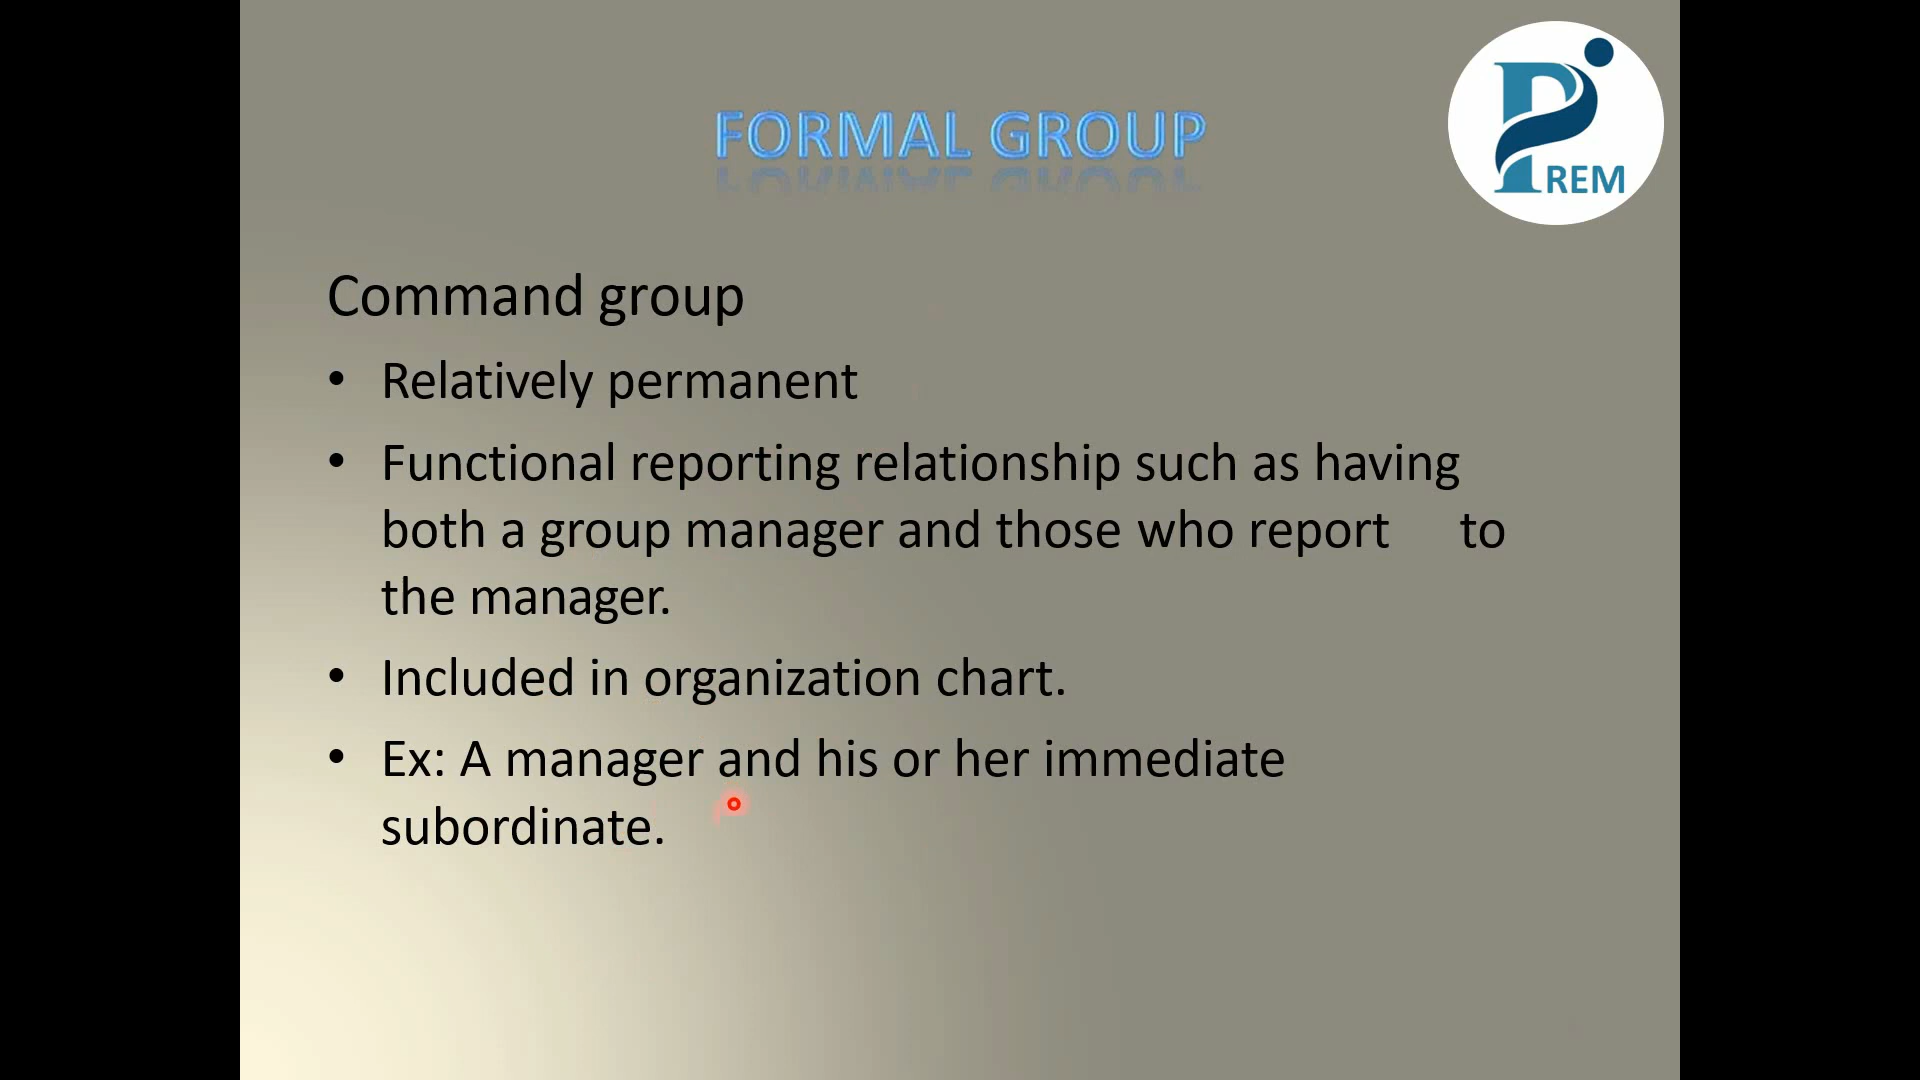 FORMAL GROUP
PREM
Command group
• Relatively permanent
• Functional reporting relationship such as having
both a group manager and those who report to
the manager.
• Included in organization chart.
• Ex: A manager and his or her immediate
subordinate.